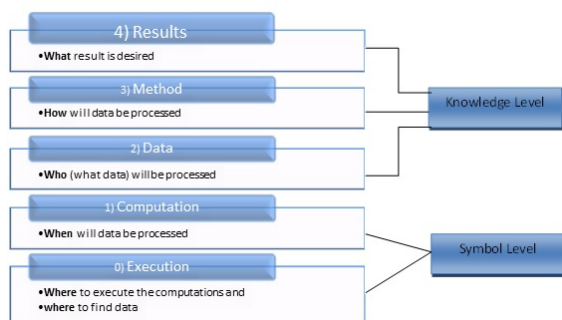 4) Results
•What result is desired
3) Method
•How will data be processed
Knowledge Level
2) Data
•Who (what data) will be processed
1) Computation
•When will data be processed
Symbol Level
0) Execution
•Where to execute the computations and
•where to find data